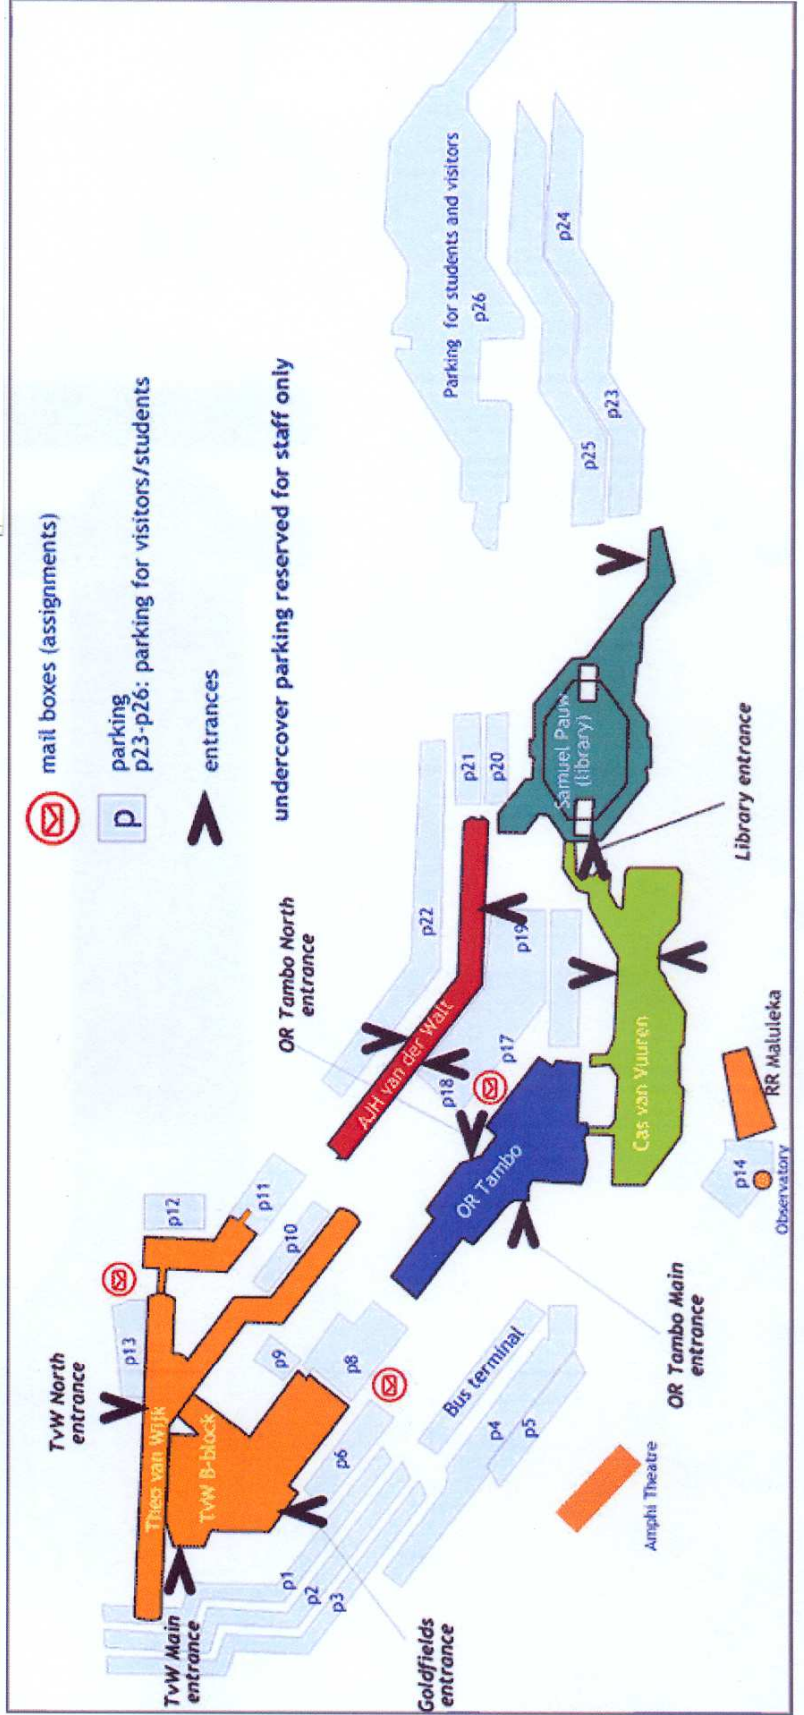 mail boxes (assignments)
p
parking
p23-p26: parking for visitors/students
entrances
undercover parking reserved for staff only
TvW North
entrance
p13
p12
p11
p10
Theo van Wijk
TvW B-block
TvW Main
entrance
p9
p8
p6
p1
p2
p3
Goldfields
entrance
Bus terminal
p4
p5
Amphi Theatre
OR Tambo North
entrance
AJH van der Walt
p22
p21
p20
p19
p18
p17
OR Tambo
OR Tambo Main
entrance
Cas van Vuuren
Samuel Pauw
(Library)
Library entrance
RR Maluleka
p14
Observatory
Parking for students and visitors
p26
p25
p24
p23